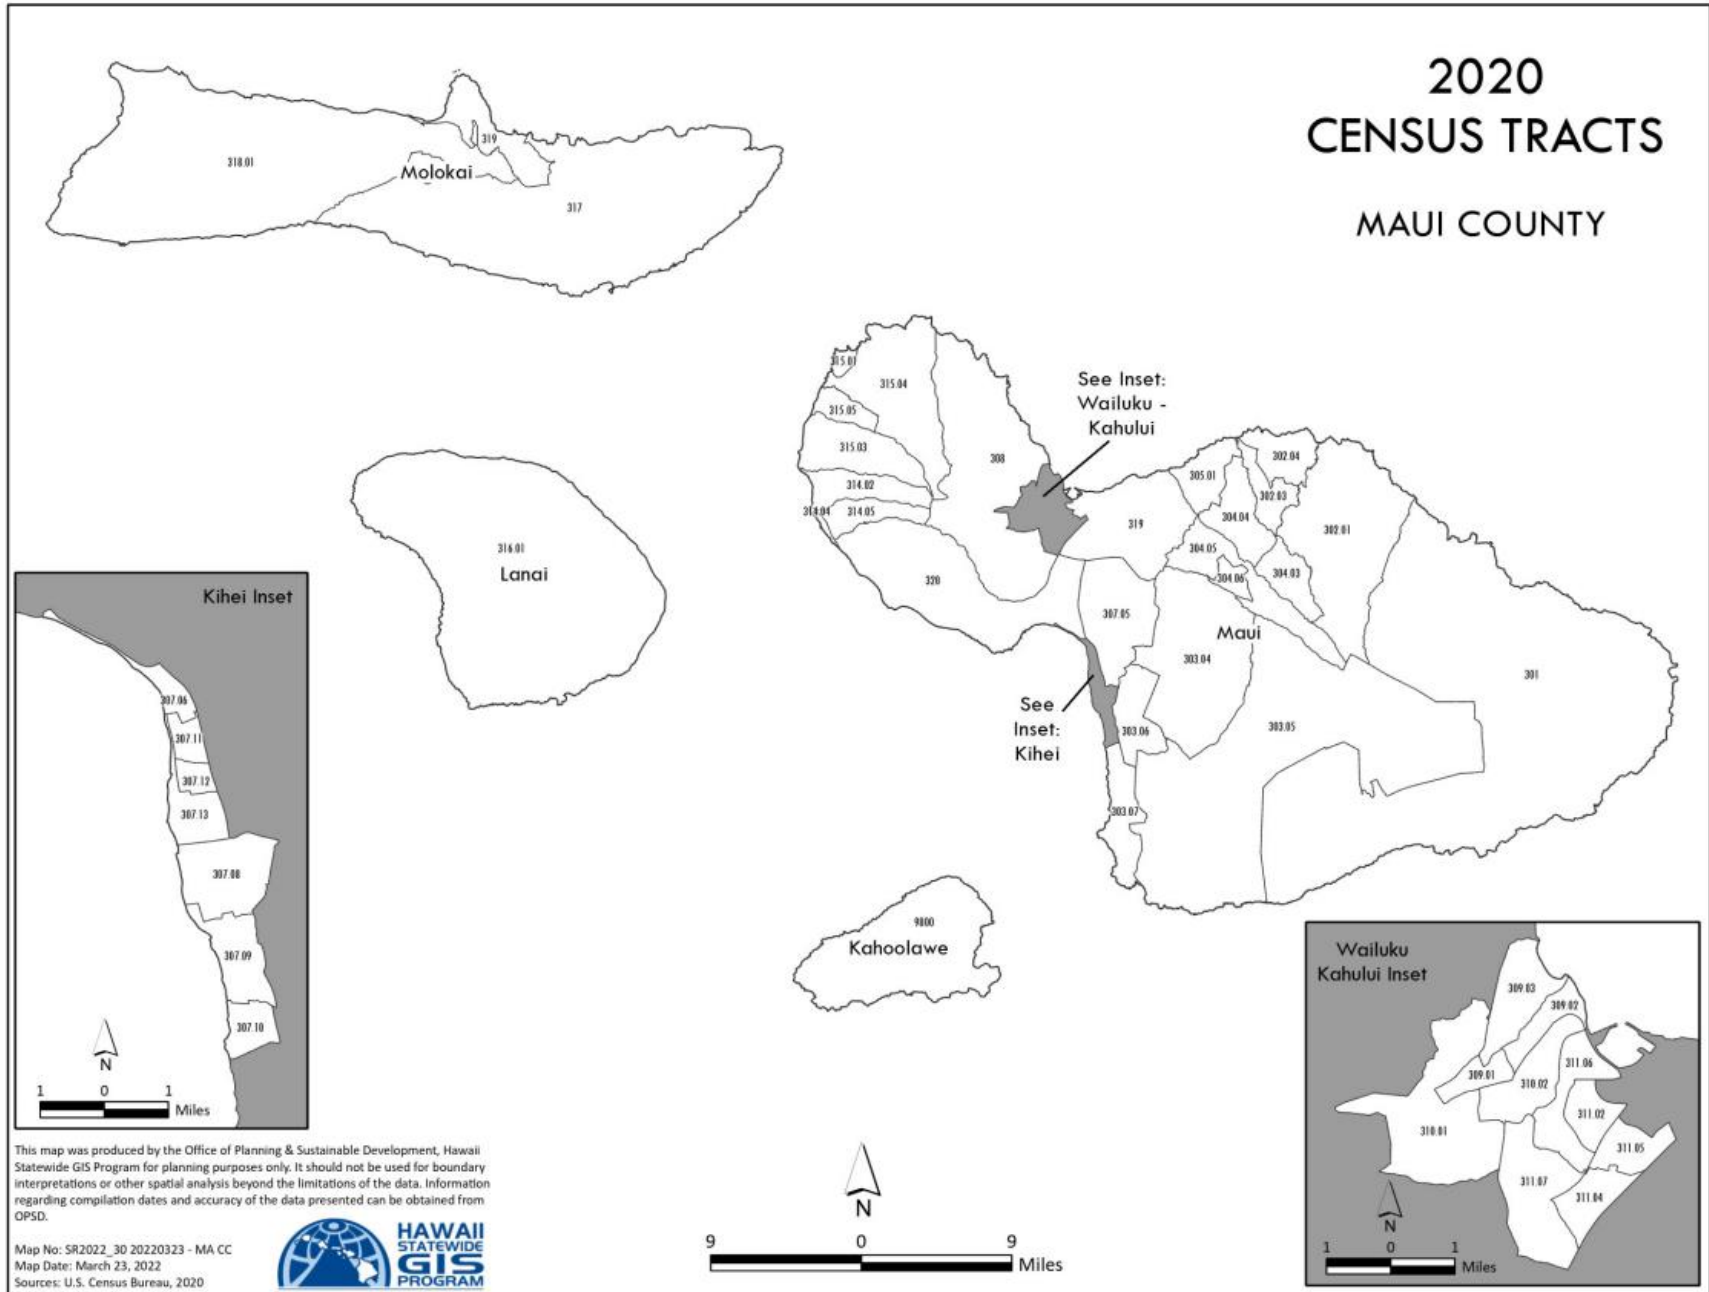 2020
CENSUS TRACTS
MAUI COUNTY
318.01
319
Molokai
317
315.01
315.04
315.05
315.03
314.02
314.04
314.05
308
320
See Inset:
Wailuku -
Kahului
302.04
305.01
302.03
304.04
302.01
319
304.05
304.06
304.03
307.05
Maui
303.04
301
303.05
303.06
303.07
See
Inset:
Kihei
316.01
Lanai
9800
Kahoolawe
Kihei Inset
307.06
307.11
307.12
307.13
307.08
307.09
307.10
N
1 0 1
Miles
Wailuku
Kahului Inset
309.03
309.02
311.06
309.01
310.02
311.02
310.01
311.05
311.07
311.04
N
1 0 1
Miles
N
9 0 9
Miles
This map was produced by the Office of Planning & Sustainable Development, Hawaii
Statewide GIS Program for planning purposes only. It should not be used for boundary
interpretations or other spatial analysis beyond the limitations of the data. Information
regarding compilation dates and accuracy of the data presented can be obtained from
OPSD.
Map No: SR2022_30 20220323 - MA CC
Map Date: March 23, 2022
Sources: U.S. Census Bureau, 2020
HAWAII
STATEWIDE
GIS
PROGRAM